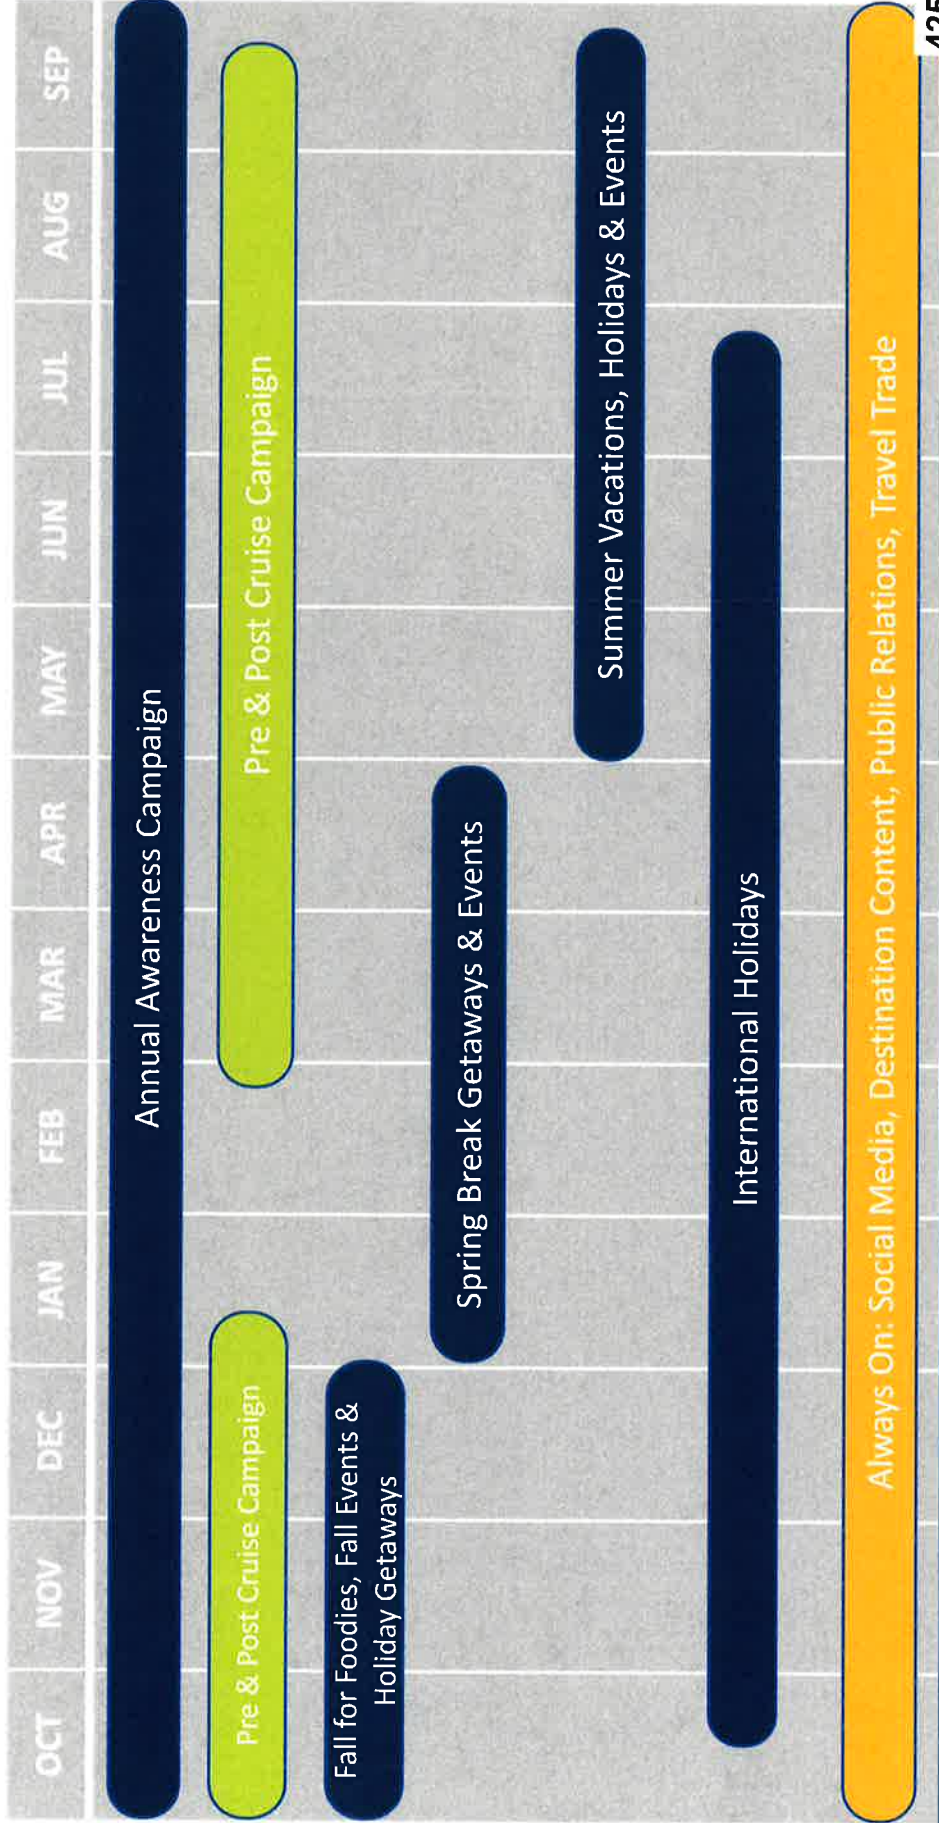 OCT NOV DEC JAN FEB MAR APR MAY JUN JUL AUG SEP
Annual Awareness Campaign
Pre & Post Cruise Campaign
Pre & Post Cruise Campaign
Fall for Foodies, Fall Events &
Holiday Getaways
Spring Break Getaways & Events
Summer Vacations, Holidays & Events
International Holidays
Always On: Social Media, Destination Content, Public Relations, Travel Trade